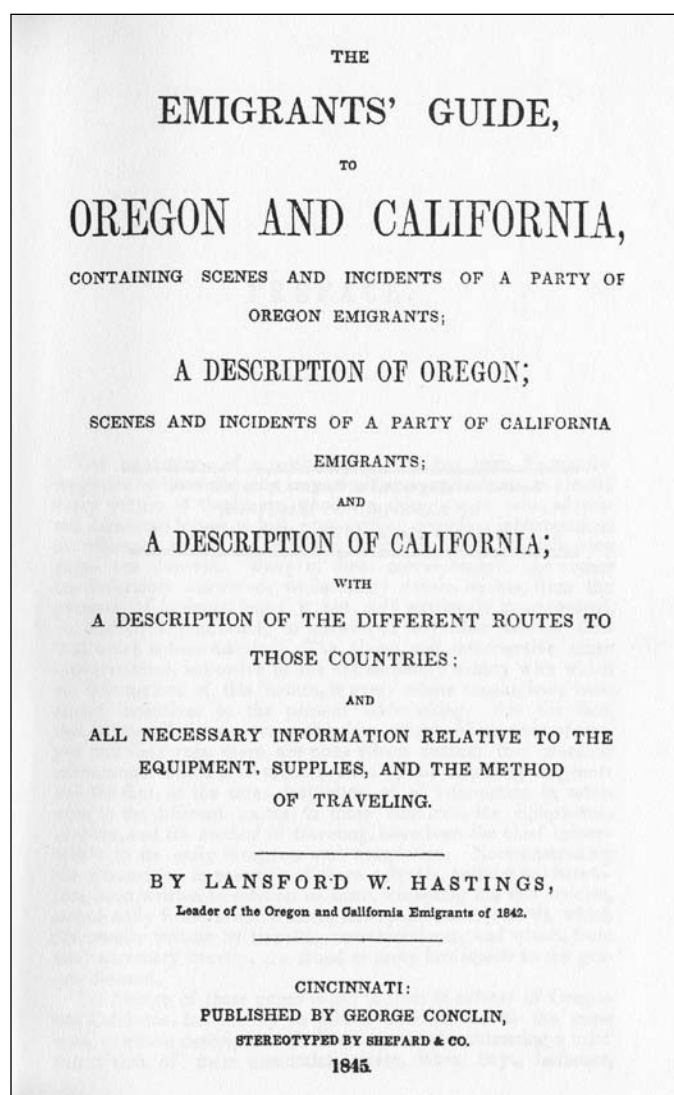 THE
EMIGRANTS' GUIDE,
TO
OREGON AND CALIFORNIA,
CONTAINING SCENES AND INCIDENTS OF A PARTY OF
OREGON EMIGRANTS;
A DESCRIPTION OF OREGON;
SCENES AND INCIDENTS OF A PARTY OF CALIFORNIA
EMIGRANTS;
AND
A DESCRIPTION OF CALIFORNIA;
WITH
A DESCRIPTION OF THE DIFFERENT ROUTES TO
THOSE COUNTRIES;
AND
ALL NECESSARY INFORMATION RELATIVE TO THE
EQUIPMENT, SUPPLIES, AND THE METHOD
OF TRAVELING.
BY LANSFORD W. HASTINGS,
Leader of the Oregon and California Emigrants of 1842.
CINCINNATI:
PUBLISHED BY GEORGE CONCLIN,
STEREOTYPED BY SHEPARD & CO.
1845.